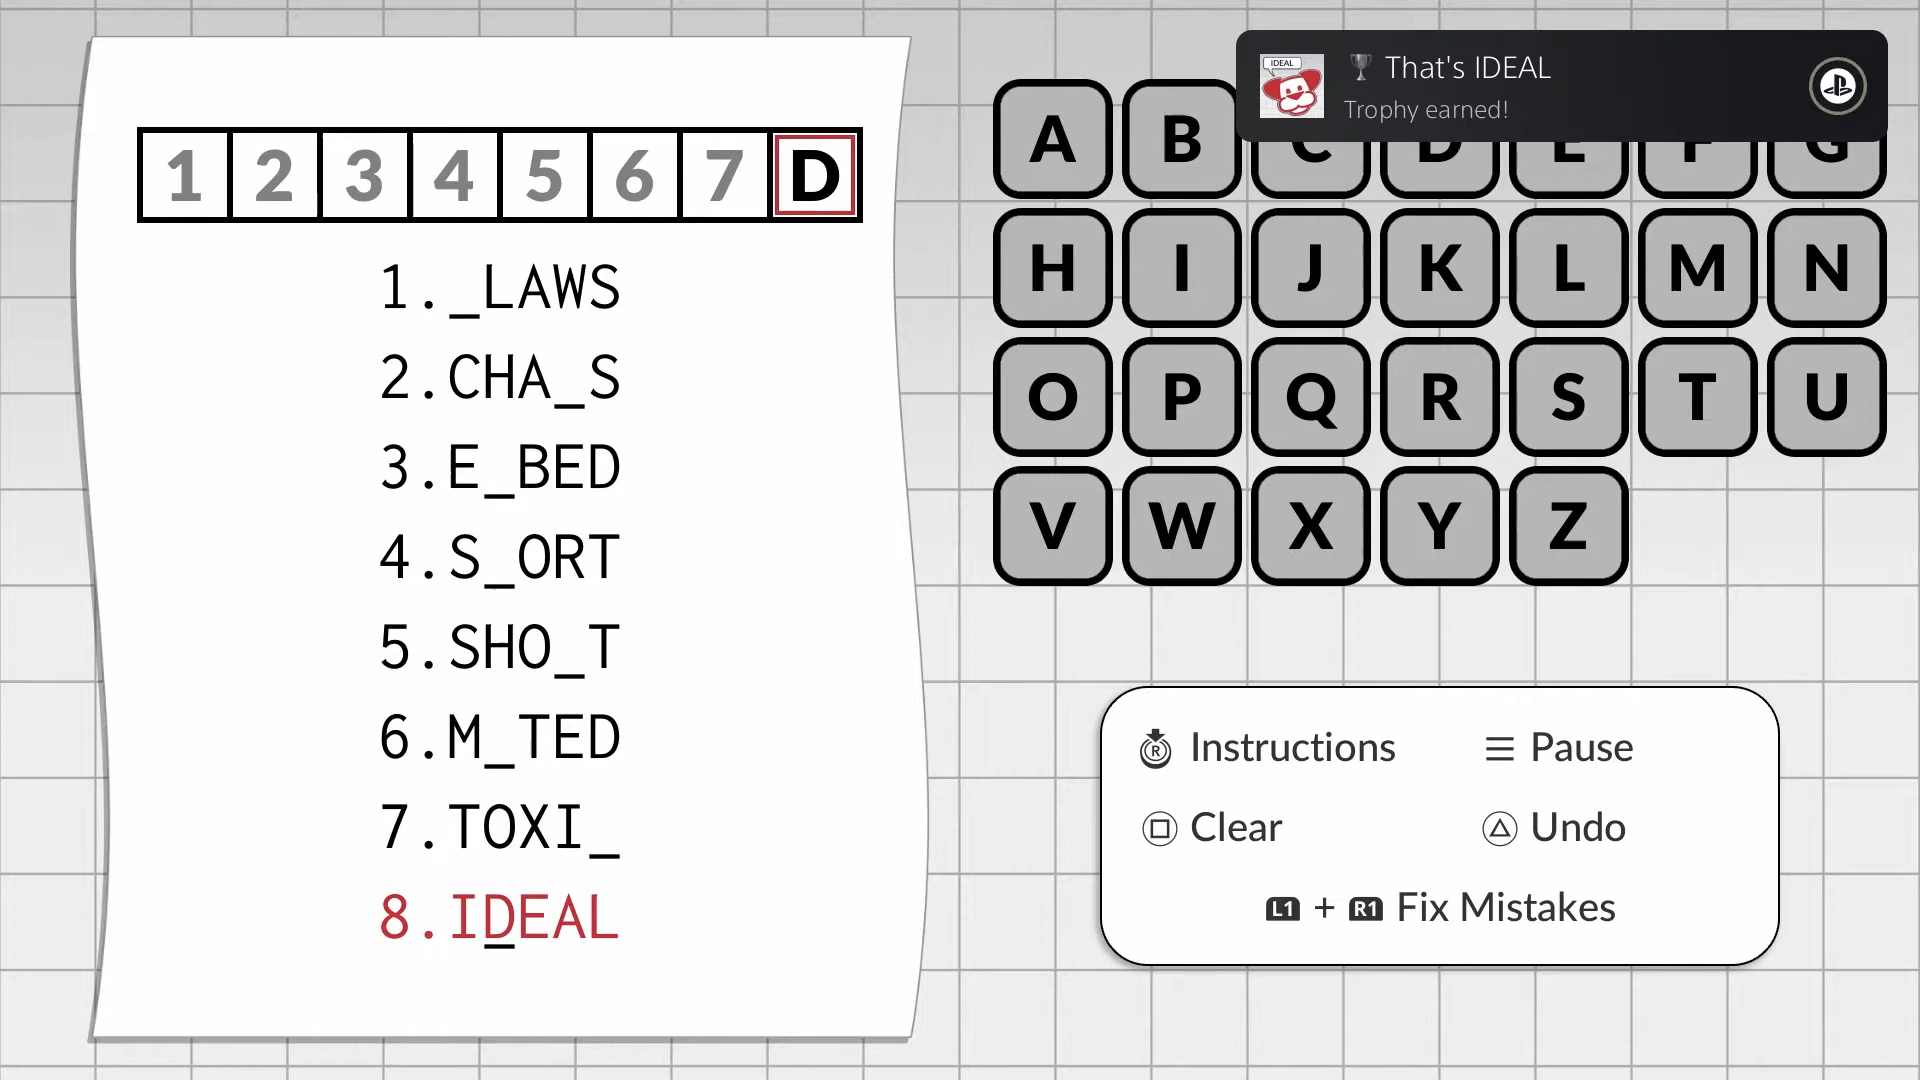 IDEAL
That's IDEAL
Trophy earned!
1 2 3 4 5 6 7 D
A B C D E F G
H I J K L M N
O P Q R S T U
V W X Y Z
1._LAWS
2.CHA_S
3.E_BED
4.S_ORT
5.SHO_T
6.M_TED
7.TOXI_
8.IDEAL
R Instructions
Pause
Clear
Undo
L1 + R1 Fix Mistakes